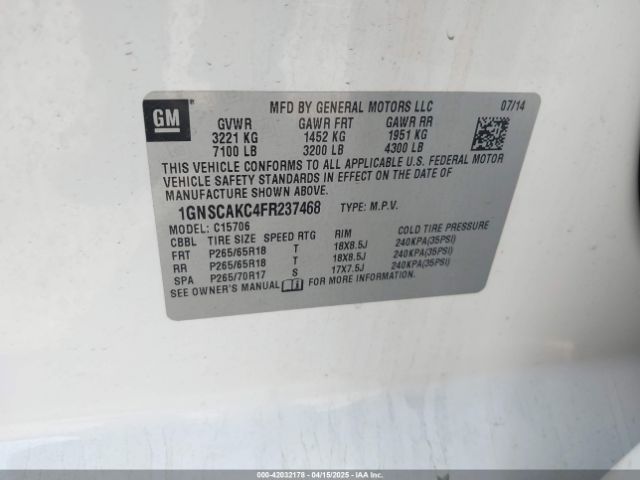 GM
MFD BY GENERAL MOTORS LLC 07/14
GVWR GAWR FRT GAWR RR
3221 KG 1452 KG 1951 KG
7100 LB 3200 LB 4300 LB
THIS VEHICLE CONFORMS TO ALL APPLICABLE U.S. FEDERAL MOTOR
VEHICLE SAFETY STANDARDS IN EFFECT ON THE DATE OF
MANUFACTURE SHOWN ABOVE.
1GNSCAKC4FR237468 TYPE: M.P.V.
MODEL: C15706
CBBL TIRE SIZE SPEED RTG RIM COLD TIRE PRESSURE
FRT P265/65R18 T 18X8.5J 240KPA(35PSI)
RR P265/65R18 T 18X8.5J 240KPA(35PSI)
SPA P265/70R17 S 17X7.5J 240KPA(35PSI)
SEE OWNER'S MANUAL FOR MORE INFORMATION.
000-42032178 - 04/15/2025 - IAAI.COM